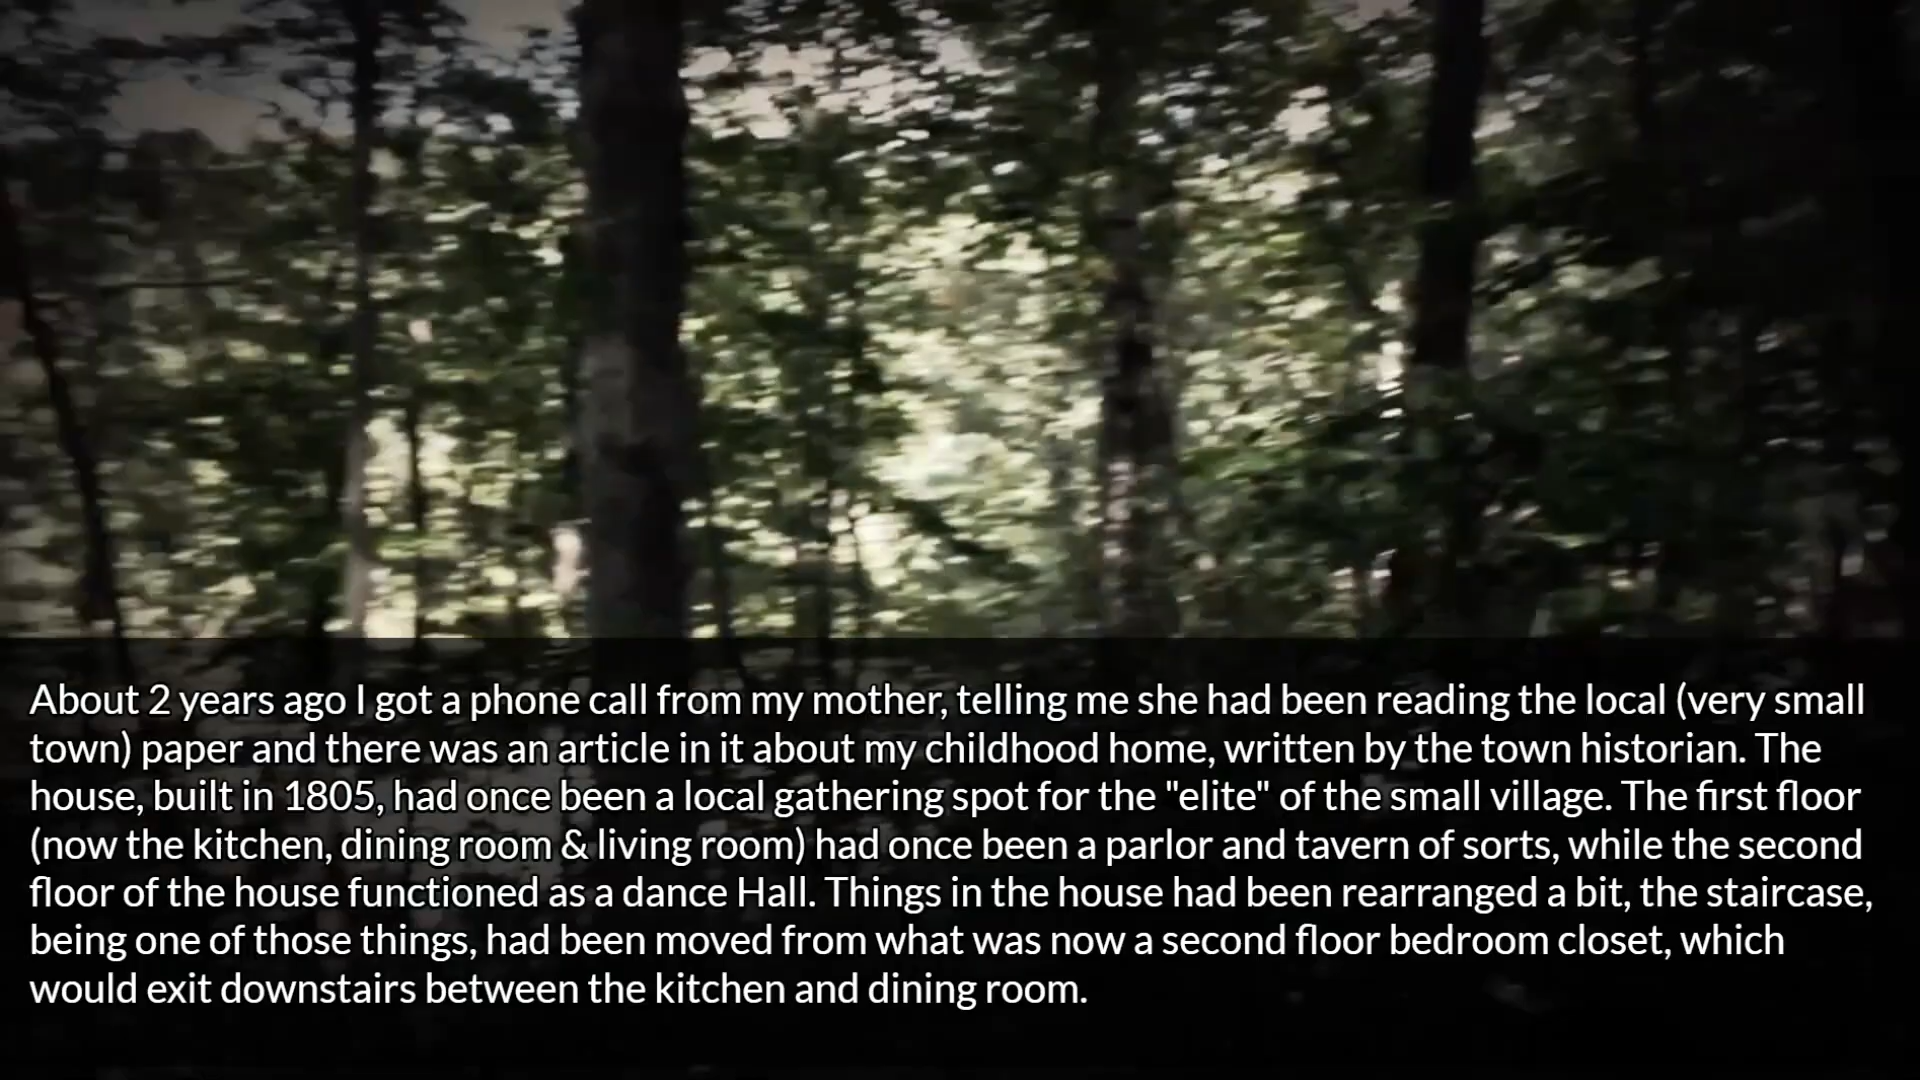 About 2 years ago I got a phone call from my mother, telling me she had been reading the local (very small
town) paper and there was an article in it about my childhood home, written by the town historian. The
house, built in 1805, had once been a local gathering spot for the "elite" of the small village. The first floor
(now the kitchen, dining room & living room) had once been a parlor and tavern of sorts, while the second
floor of the house functioned as a dance Hall. Things in the house had been rearranged a bit, the staircase,
being one of those things, had been moved from what was now a second floor bedroom closet, which
would exit downstairs between the kitchen and dining room.